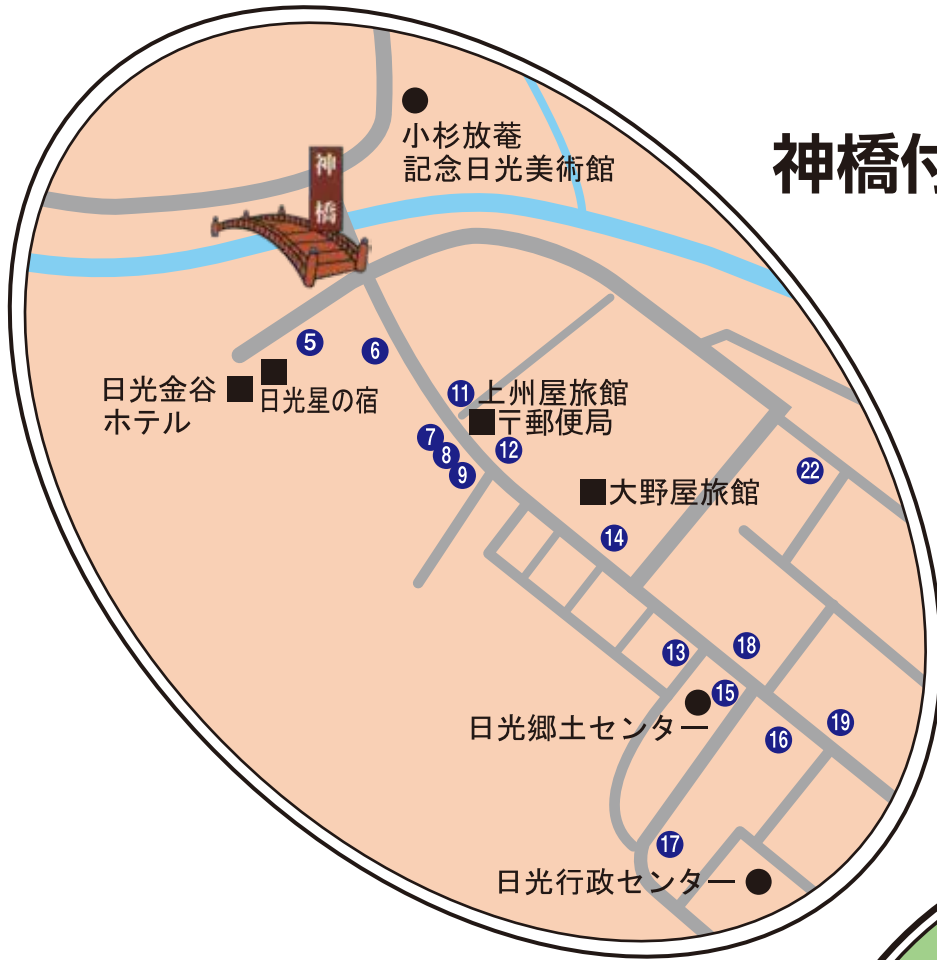 小杉放菴
記念日光美術館
神橋付
神橋
5
6
日光金谷
ホテル
日光星の宿
11
上州屋旅館
〒郵便局
7
8
9
12
22
大野屋旅館
14
13
18
15
日光郷土センター
16
19
17
日光行政センター